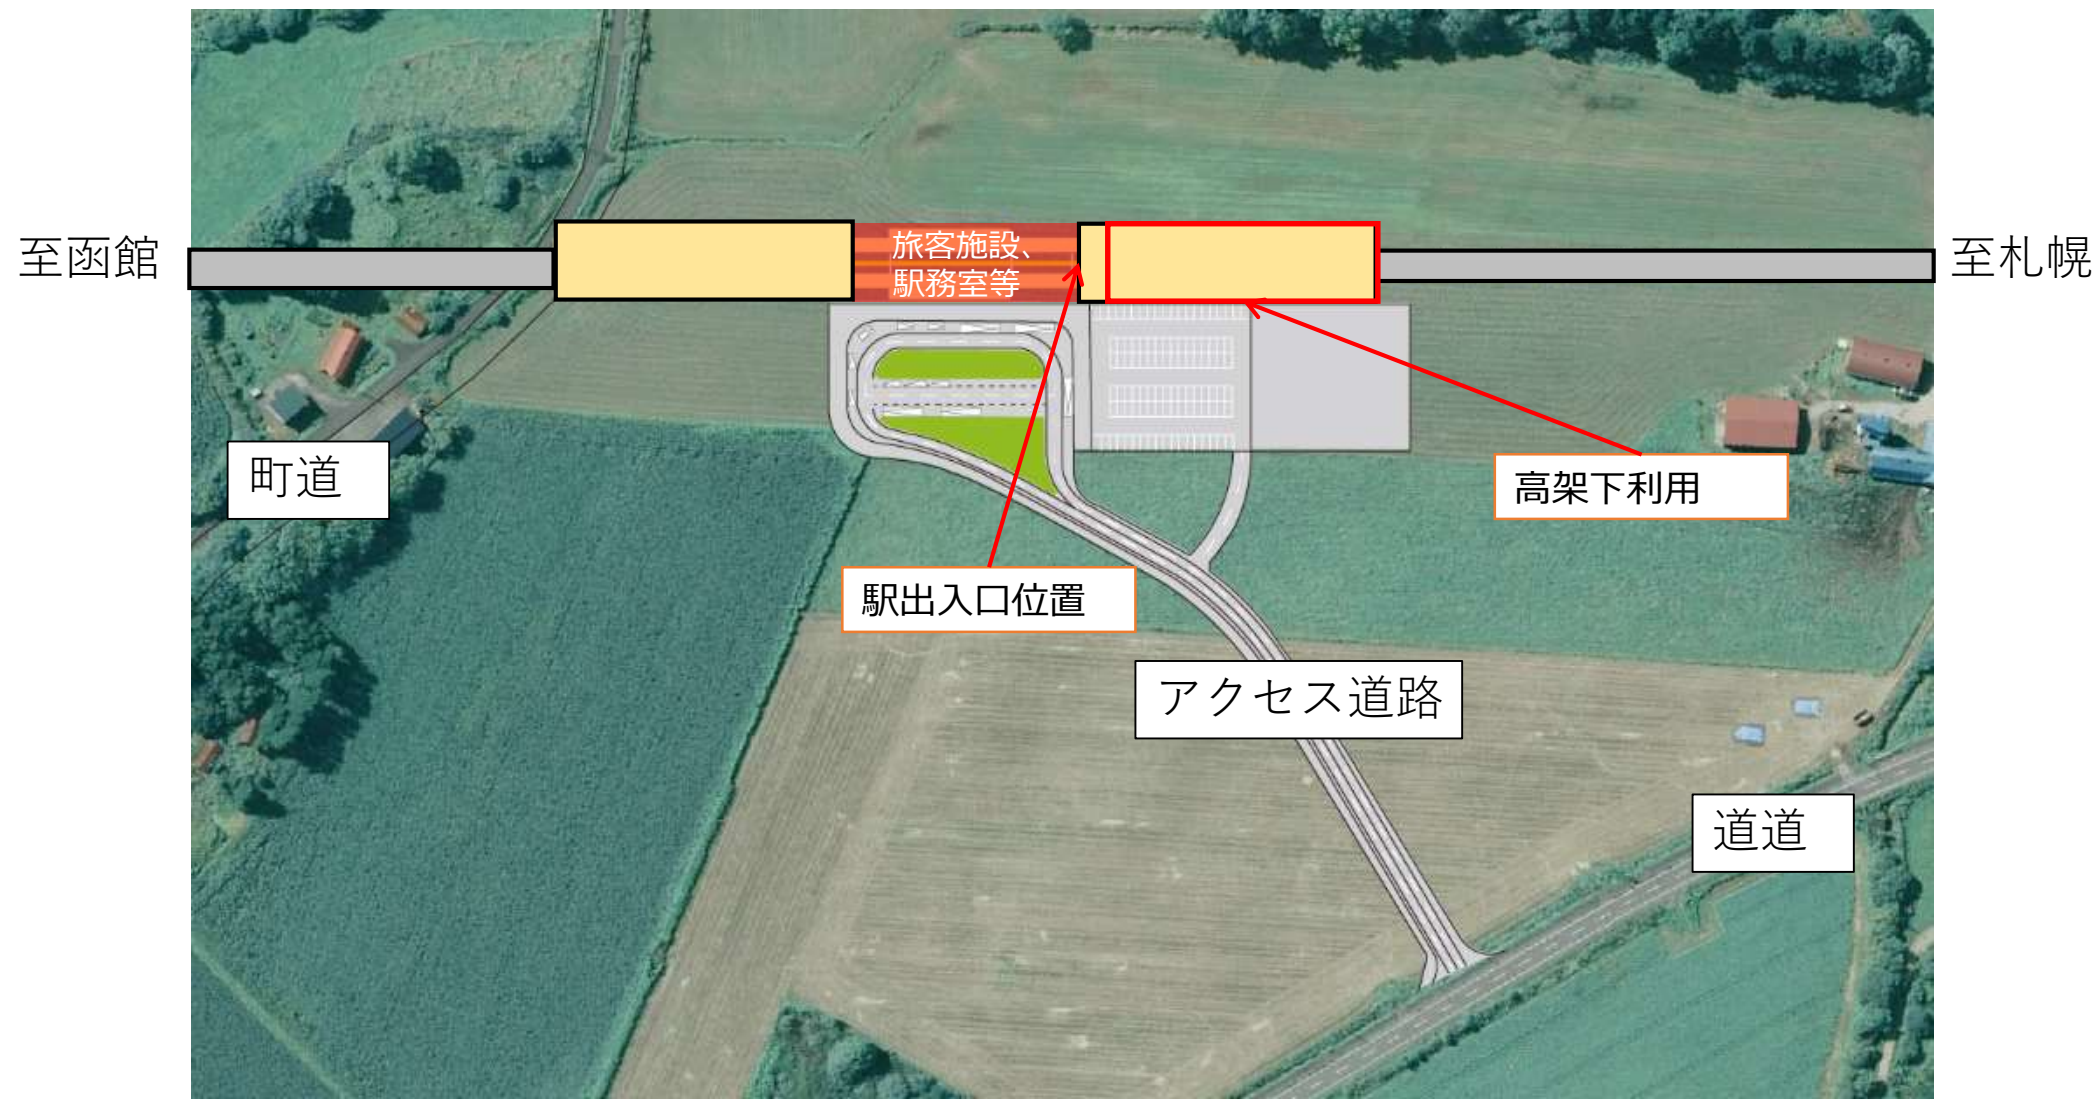 旅客施設、
駅務室等
至函館
至札幌
町道
高架下利用
駅出入口位置
アクセス道路
道道